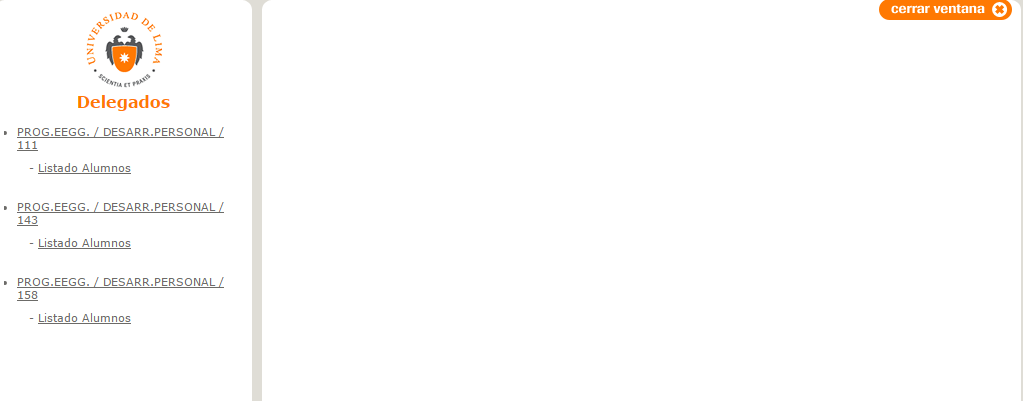 cerrar ventana
UNIVERSIDAD DE LIMA
SCIENTIA ET PRAXIS
Delegados
PROG.EEGG. / DESARR.PERSONAL /
111
- Listado Alumnos
PROG.EEGG. / DESARR.PERSONAL /
143
- Listado Alumnos
PROG.EEGG. / DESARR.PERSONAL /
158
- Listado Alumnos